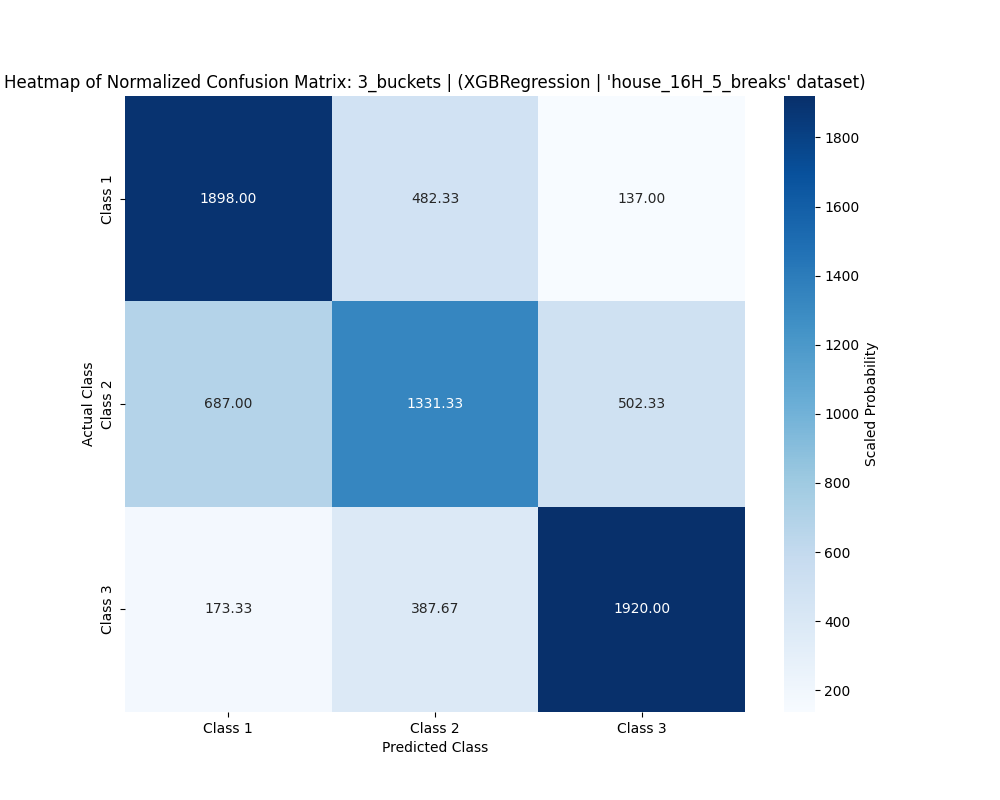 Heatmap of Normalized Confusion Matrix: 3_buckets | (XGBRegression | 'house_16H_5_breaks' dataset)
Actual Class
Class 1
1898.00
482.33
137.00
Class 2
687.00
1331.33
502.33
Class 3
173.33
387.67
1920.00
Class 1
Class 2
Class 3
Predicted Class
1800
1600
1400
1200
1000
800
600
400
200
Scaled Probability